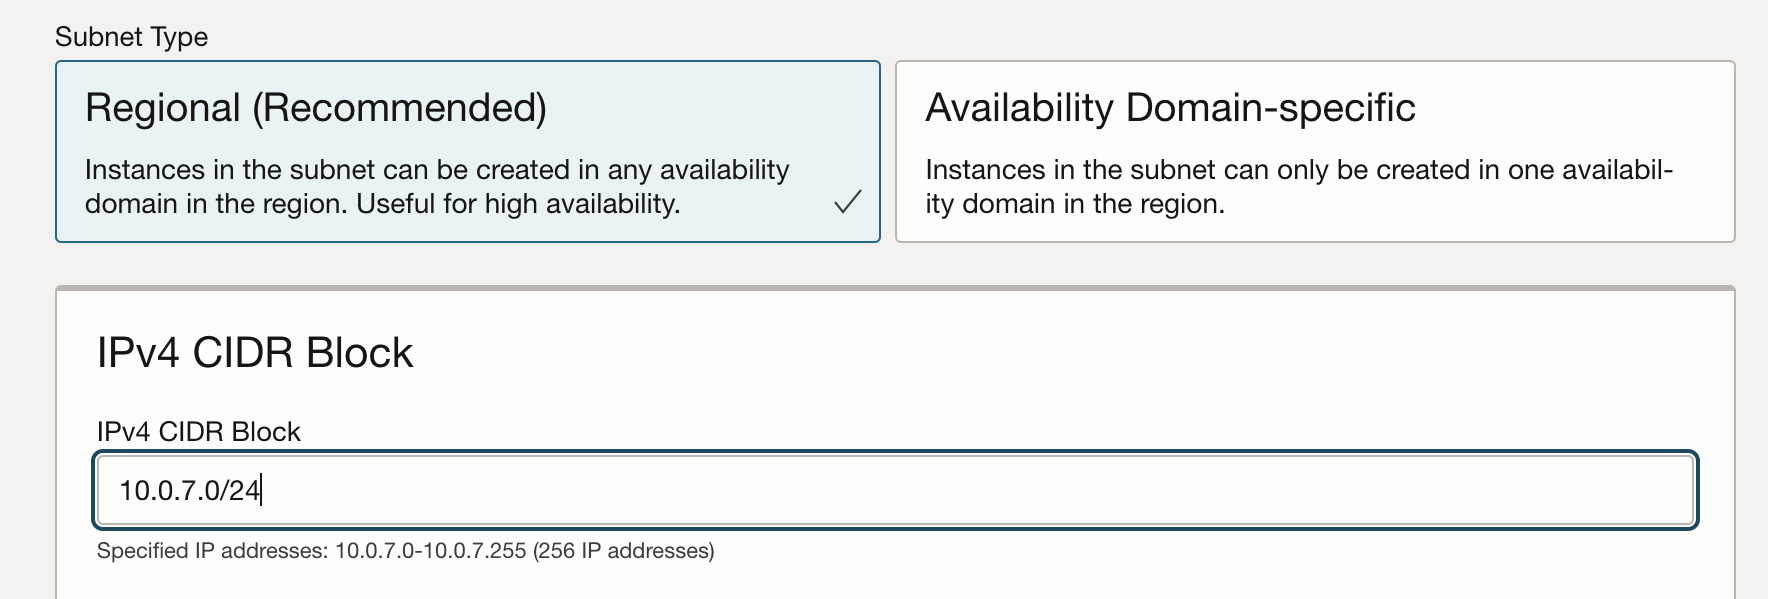 Subnet Type
Regional (Recommended)
Instances in the subnet can be created in any availability
domain in the region. Useful for high availability.
Availability Domain-specific
Instances in the subnet can only be created in one availabil-
ity domain in the region.
IPv4 CIDR Block
IPv4 CIDR Block
10.0.7.0/24
Specified IP addresses: 10.0.7.0-10.0.7.255 (256 IP addresses)